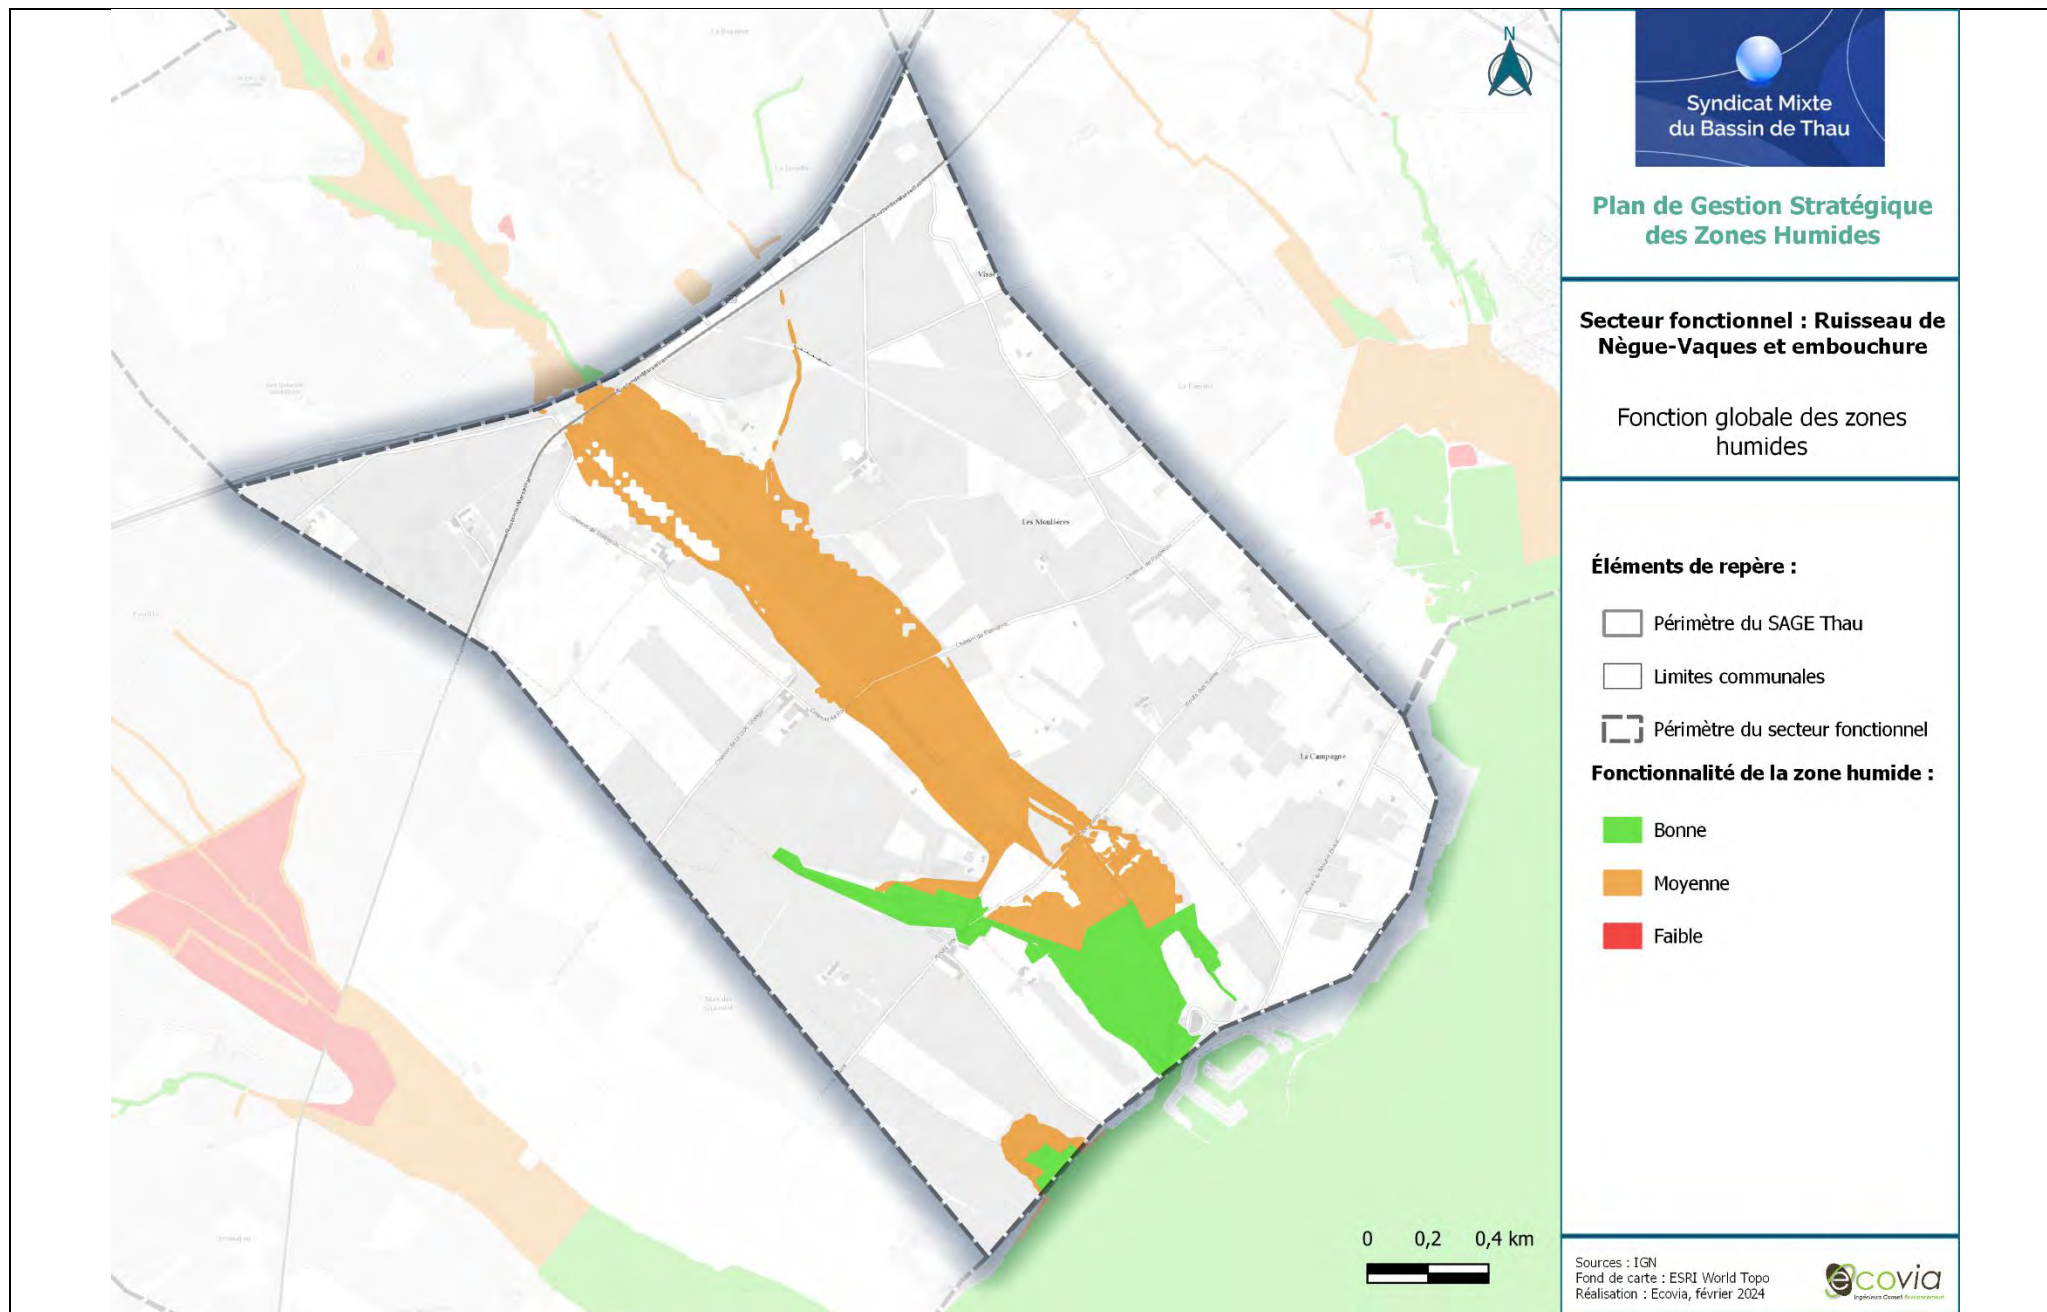 N
Les Moulières
La Campagne
0 0,2 0,4 km
Syndicat Mixte
du Bassin de Thau
Plan de Gestion Stratégique
des Zones Humides
Secteur fonctionnel : Ruisseau de
Nègue-Vaques et embouchure
Fonction globale des zones
humides
Éléments de repère :
Périmètre du SAGE Thau
Limites communales
Périmètre du secteur fonctionnel
Fonctionnalité de la zone humide :
Bonne
Moyenne
Faible
Sources : IGN
Fond de carte : ESRI World Topo
Réalisation : Ecovia, février 2024
ecovia